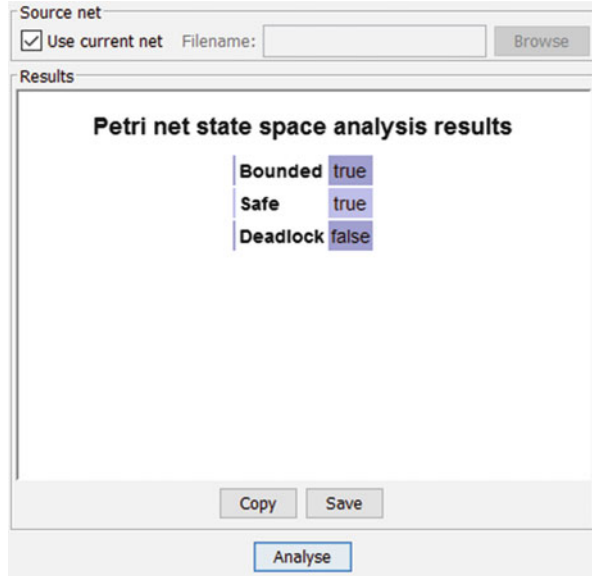 Source net
Use current net Filename: Browse
Results
Petri net state space analysis results
Bounded true
Safe true
Deadlock false
Copy Save
Analyse